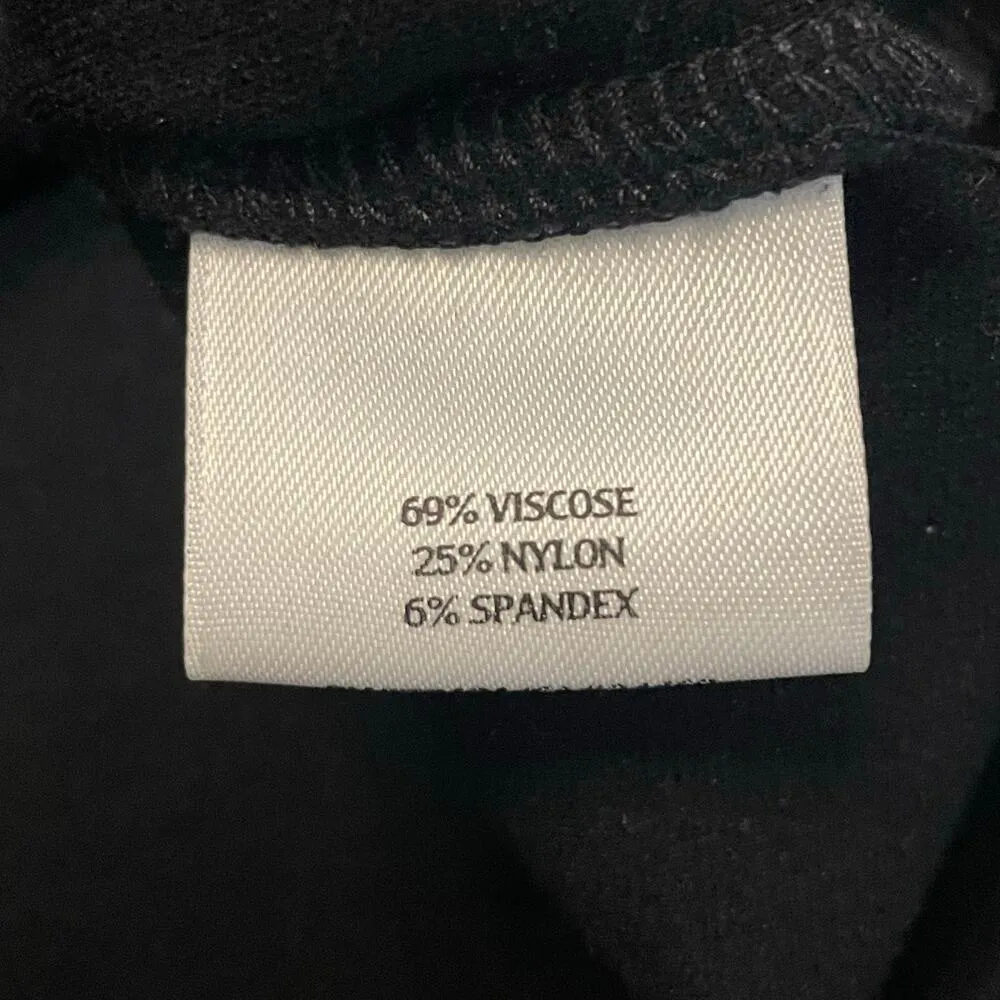 69% VISCOSE
25% NYLON
6% SPANDEX